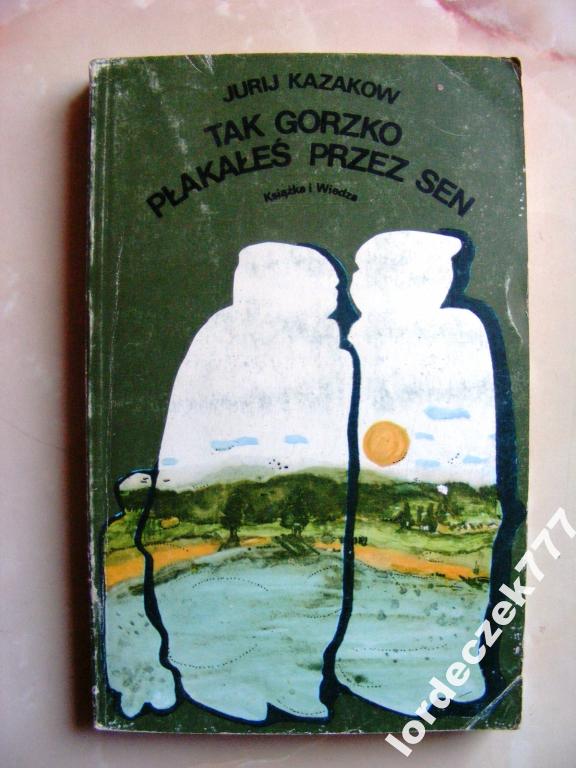 JURIJ KAZAKOW
TAK GORZKO
PŁAKAŁEŚ PRZEZ SEN
Książka i Wiedza
lordeczek777